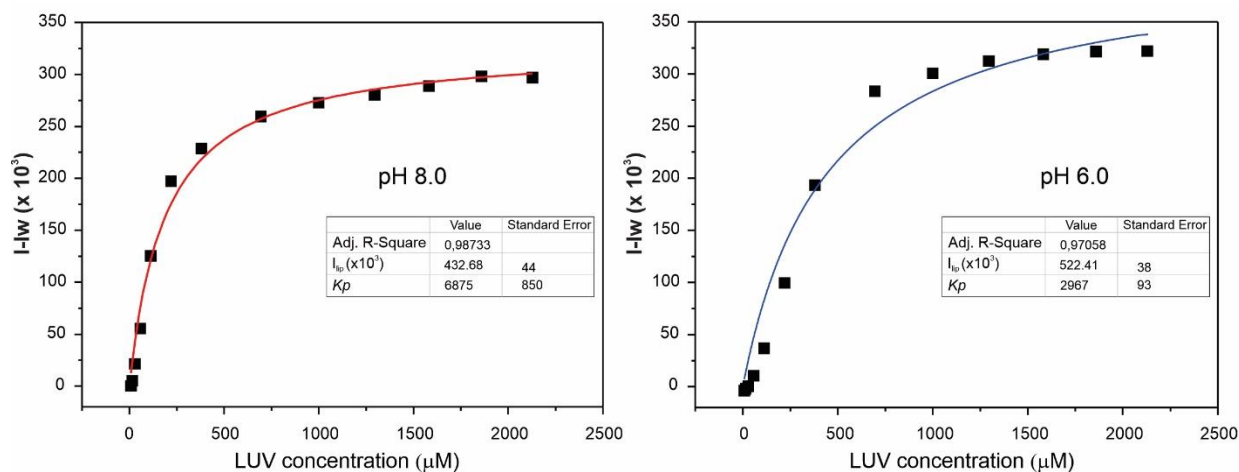 I-Iw (x 10³)
350
300
250
200
150
100
50
0
pH 8.0
Value Standard Error
Adj. R-Square 0,98733
I_lip (x10³) 432.68 44
Kp 6875 850
0 500 1000 1500 2000 2500
LUV concentration (μM)
I-Iw (x 10³)
350
300
250
200
150
100
50
0
pH 6.0
Value Standard Error
Adj. R-Square 0,97058
I_lip (x10³) 522.41 38
Kp 2967 93
0 500 1000 1500 2000 2500
LUV concentration (μM)